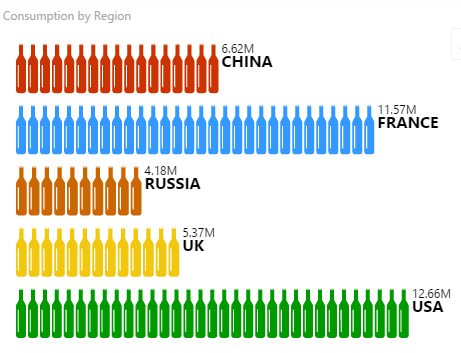 Consumption by Region
6.62M
CHINA
11.57M
FRANCE
4.18M
RUSSIA
5.37M
UK
12.66M
USA